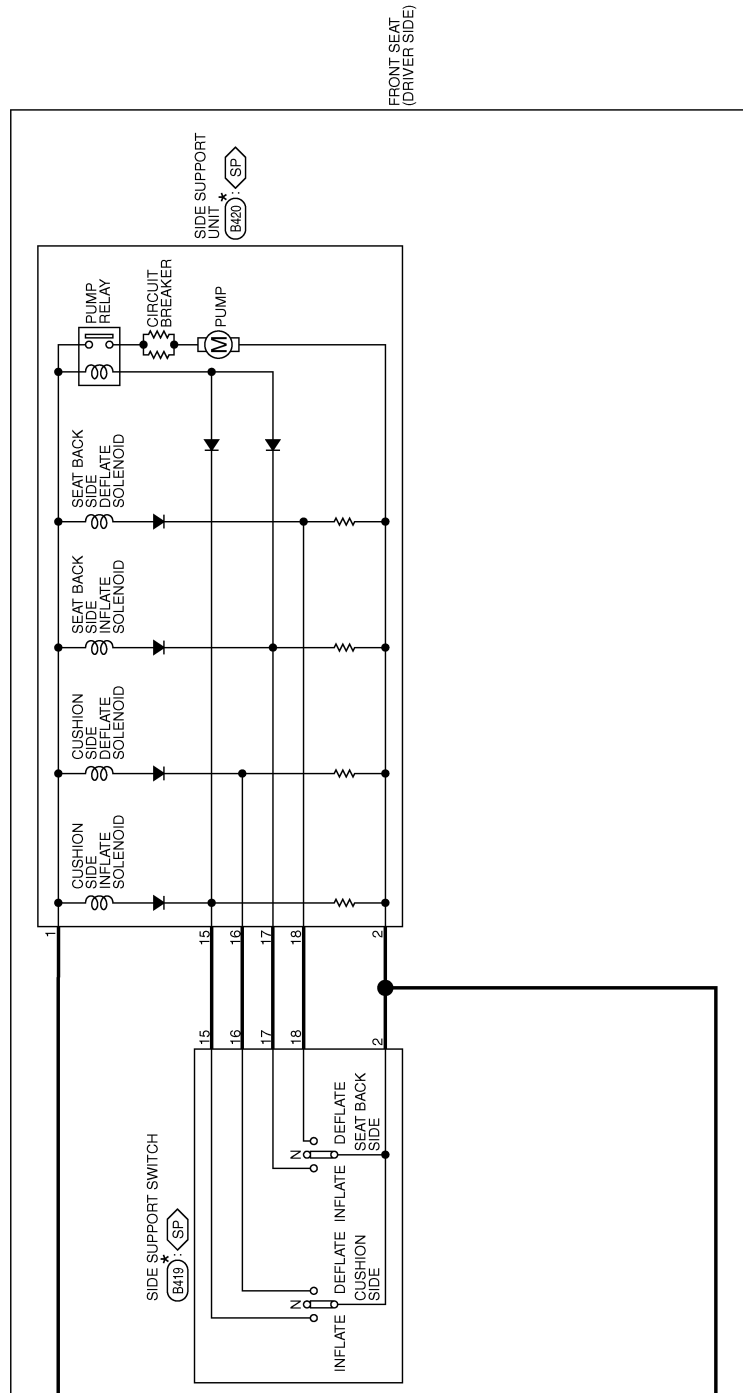 FRONT SEAT
(DRIVER SIDE)
SIDE SUPPORT
UNIT *
B420 : SP
PUMP
RELAY
CIRCUIT
BREAKER
M
PUMP
SEAT BACK
SIDE
DEFLATE
SOLENOID
SEAT BACK
SIDE
INFLATE
SOLENOID
CUSHION
SIDE
DEFLATE
SOLENOID
CUSHION
SIDE
INFLATE
SOLENOID
1
15
16
17
18
2
15
16
17
18
2
SIDE SUPPORT SWITCH
*
B419 : SP
N
INFLATE
DEFLATE
SEAT BACK
SIDE
N
INFLATE
DEFLATE
CUSHION
SIDE